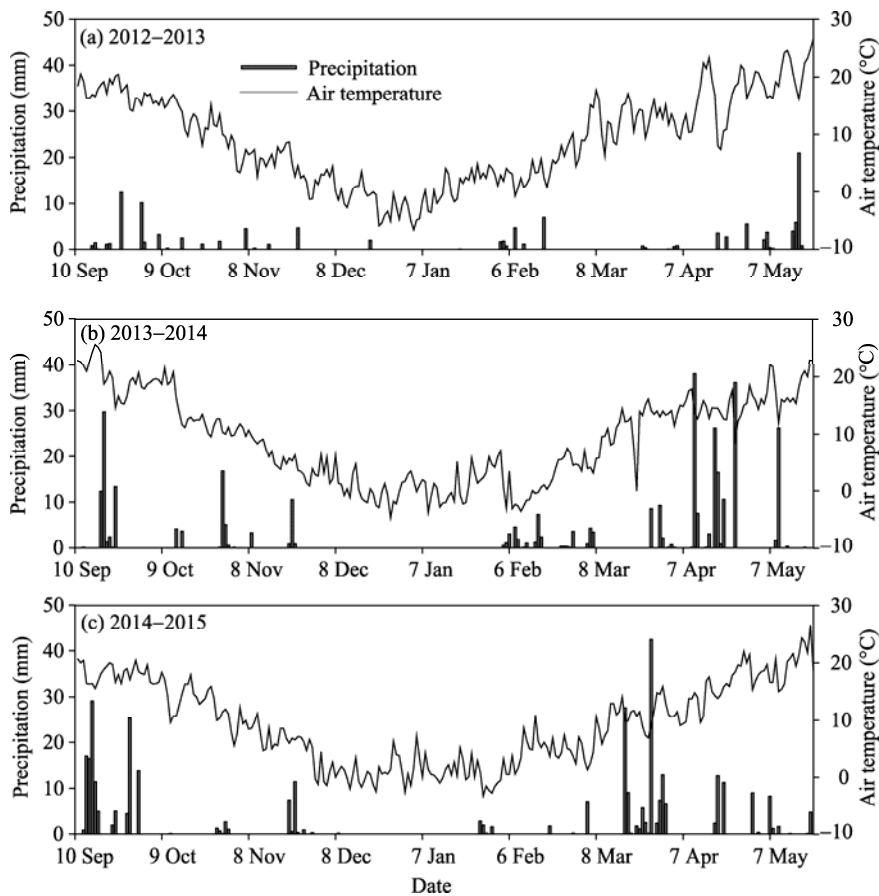 50
40
30
20
10
0
Precipitation (mm)
(a) 2012–2013
Precipitation
Air temperature
30
20
10
0
–10
Air temperature (°C)
10 Sep 9 Oct 8 Nov 8 Dec 7 Jan 6 Feb 8 Mar 7 Apr 7 May
50
40
30
20
10
0
Precipitation (mm)
(b) 2013–2014
30
20
10
0
–10
Air temperature (°C)
10 Sep 9 Oct 8 Nov 8 Dec 7 Jan 6 Feb 8 Mar 7 Apr 7 May
50
40
30
20
10
0
Precipitation (mm)
(c) 2014–2015
30
20
10
0
–10
Air temperature (°C)
10 Sep 9 Oct 8 Nov 8 Dec 7 Jan 6 Feb 8 Mar 7 Apr 7 May
Date